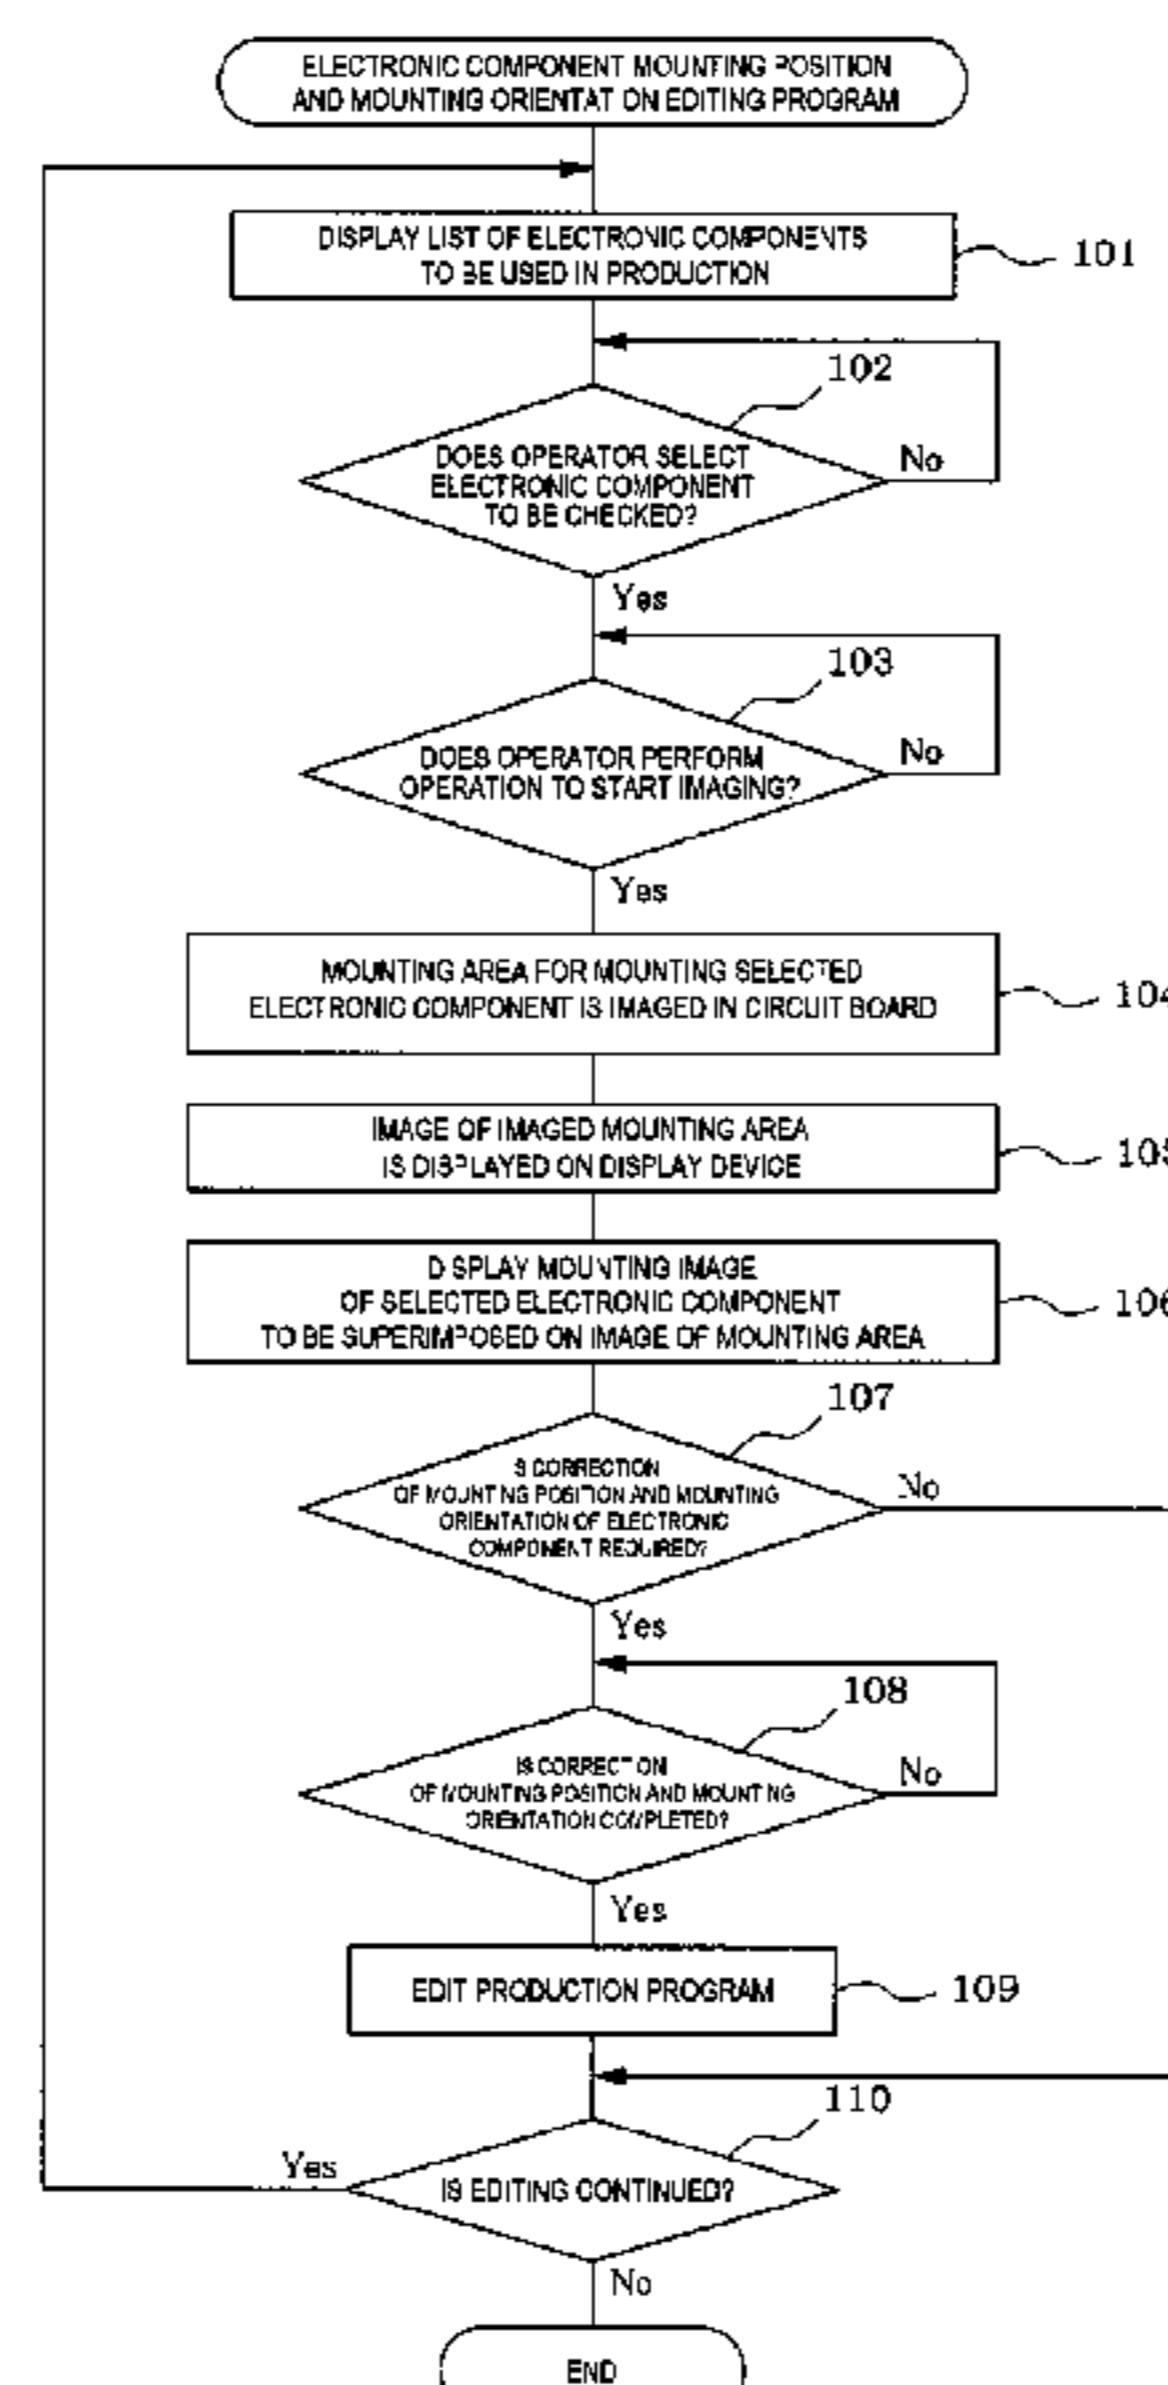 ELECTRONIC COMPONENT MOUNTING POSITION
AND MOUNTING ORIENTATION EDITING PROGRAM
DISPLAY LIST OF ELECTRONIC COMPONENTS
TO BE USED IN PRODUCTION
101
102
DOES OPERATOR SELECT
ELECTRONIC COMPONENT
TO BE CHECKED?
No
Yes
103
DOES OPERATOR PERFORM
OPERATION TO START IMAGING?
No
Yes
MOUNTING AREA FOR MOUNTING SELECTED
ELECTRONIC COMPONENT IS IMAGED IN CIRCUIT BOARD
104
IMAGE OF IMAGED MOUNTING AREA
IS DISPLAYED ON DISPLAY DEVICE
105
DISPLAY MOUNTING IMAGE
OF SELECTED ELECTRONIC COMPONENT
TO BE SUPERIMPOSED ON IMAGE OF MOUNTING AREA
106
107
IS CORRECTION
OF MOUNTING POSITION AND MOUNTING
ORIENTATION OF ELECTRONIC
COMPONENT REQUIRED?
No
Yes
108
IS CORRECTION
OF MOUNTING POSITION AND MOUNTING
ORIENTATION COMPLETED?
No
Yes
EDIT PRODUCTION PROGRAM
109
110
Yes
IS EDITING CONTINUED?
No
END